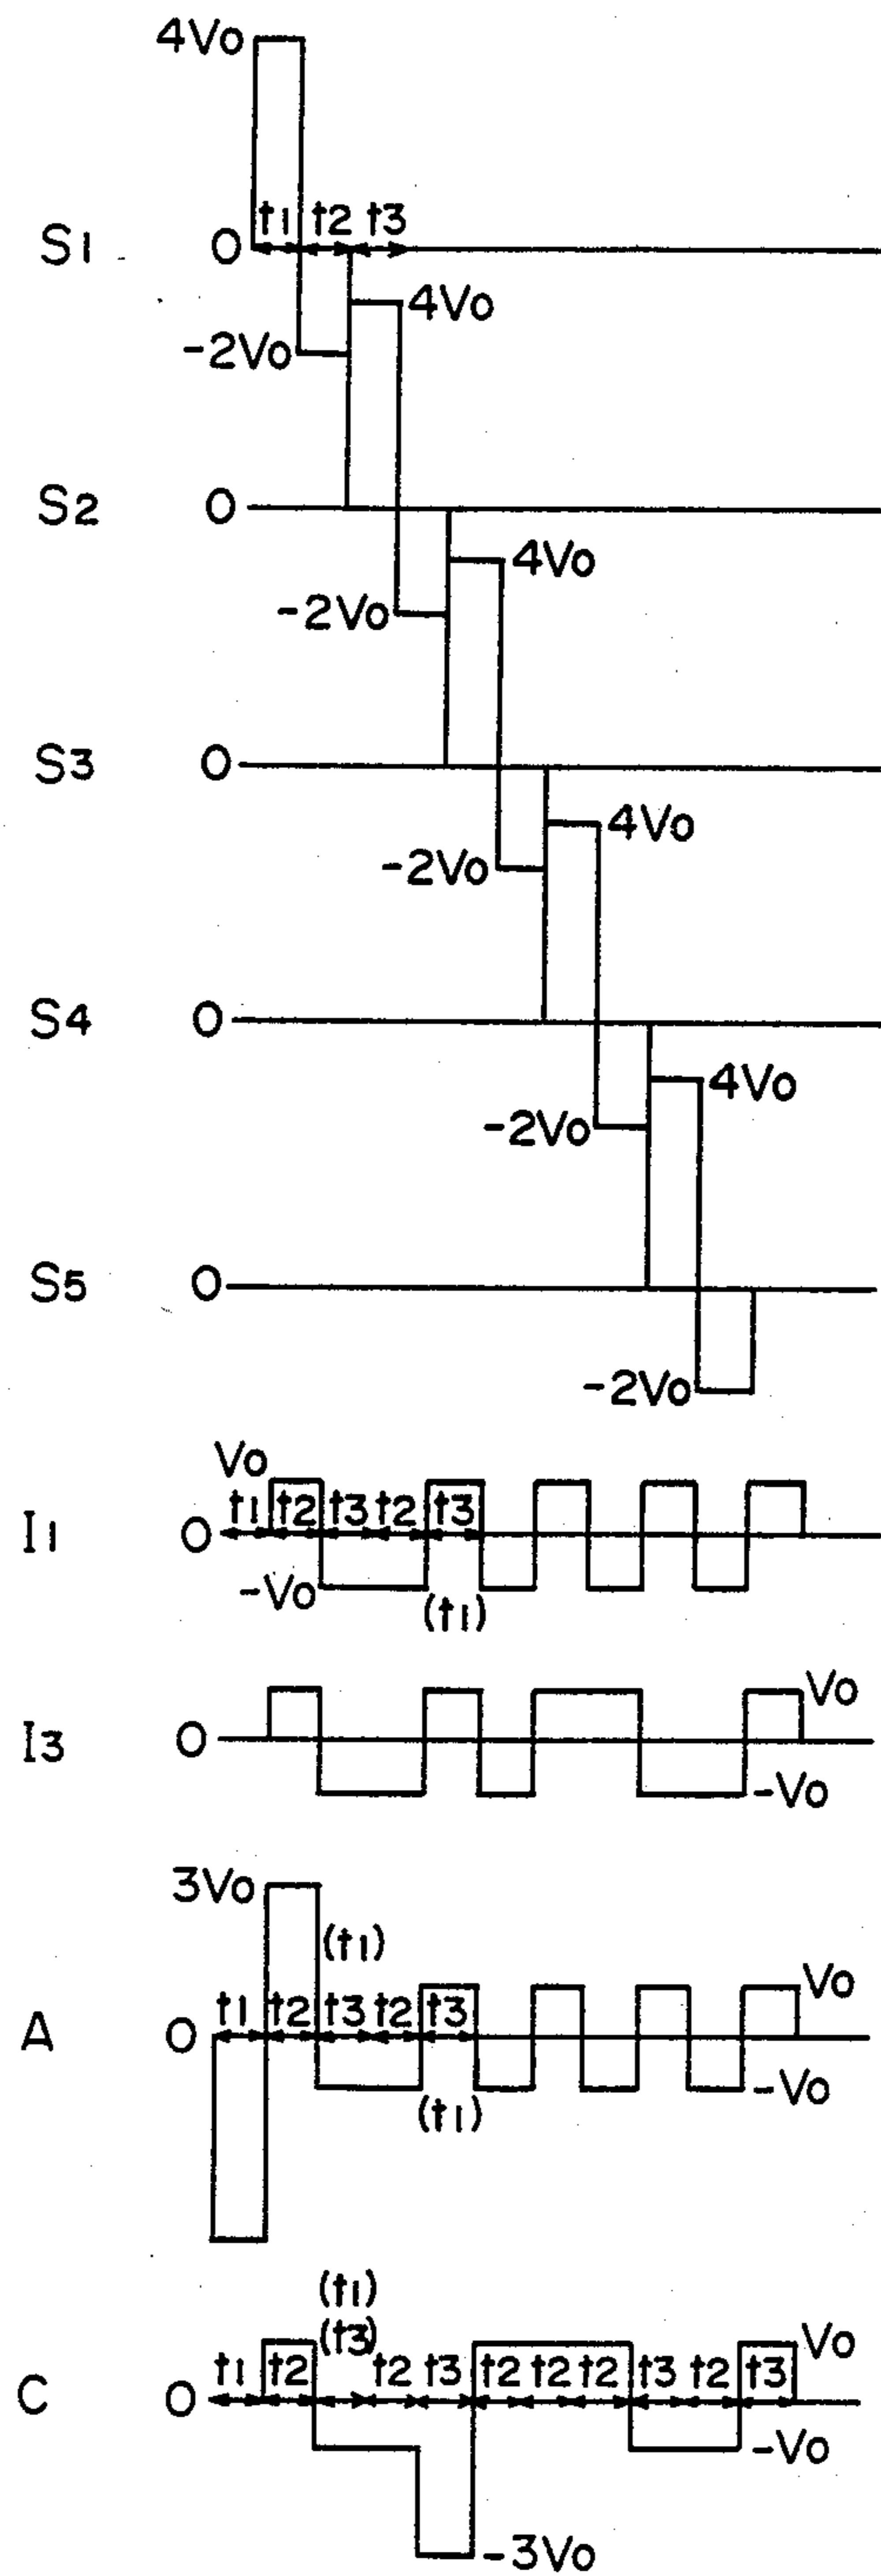 4Vo
t1 t2 t3
S1 0
4Vo
-2Vo
S2 0
4Vo
-2Vo
S3 0
4Vo
-2Vo
S4 0
4Vo
-2Vo
S5 0
-2Vo
Vo
t1 t2 t3 t2 t3
I1 0
-Vo
(t1)
Vo
I3 0
-Vo
3Vo
(t1)
Vo
t1 t2 t3 t2 t3
A 0
-Vo
(t1)
(t1)
(t3)
Vo
t1 t2 t2 t3 t2 t2 t2 t3 t2 t3
C 0
-Vo
-3Vo